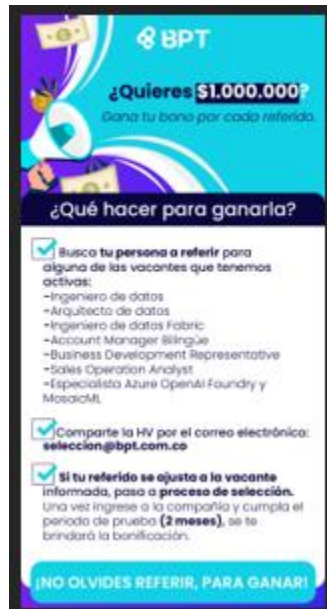 BPT
¿Quieres $1.000.000?
Gana tu bono por cada referido.
¿Qué hacer para ganarla?
Busca tu persona a referir para
alguna de las vacantes que tenemos
activas:
-Ingeniero de datos
-Arquitecto de datos
-Ingeniero de datos Fabric
-Account Manager Bilingüe
-Business Development Representative
-Sales Operation Analyst
-Especialista Azure OpenAI Foundry y
MosaicML
Comparte la HV por el correo electrónico:
seleccion@bpt.com.co
Si tu referido se ajusta a la vacante
informada, pasa a proceso de selección.
Una vez ingrese a la compañía y cumpla el
periodo de prueba (2 meses), se te
brindará la bonificación.
¡NO OLVIDES REFERIR, PARA GANAR!